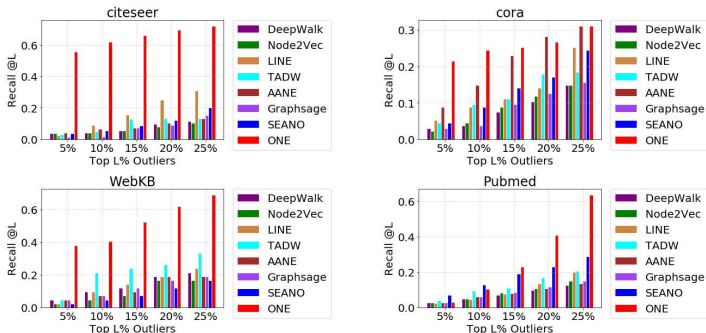 citeseer
Recall @L
0.6
0.4
0.2
0.0
5% 10% 15% 20% 25%
Top L% Outliers
DeepWalk
Node2Vec
LINE
TADW
AANE
Graphsage
SEANO
ONE
cora
Recall @L
0.3
0.2
0.1
0.0
5% 10% 15% 20% 25%
Top L% Outliers
DeepWalk
Node2Vec
LINE
TADW
AANE
Graphsage
SEANO
ONE
WebKB
Recall @L
0.6
0.4
0.2
0.0
5% 10% 15% 20% 25%
Top L% Outliers
DeepWalk
Node2Vec
LINE
TADW
AANE
Graphsage
SEANO
ONE
Pubmed
Recall @L
0.6
0.4
0.2
0.0
5% 10% 15% 20% 25%
Top L% Outliers
DeepWalk
Node2Vec
LINE
TADW
AANE
Graphsage
SEANO
ONE